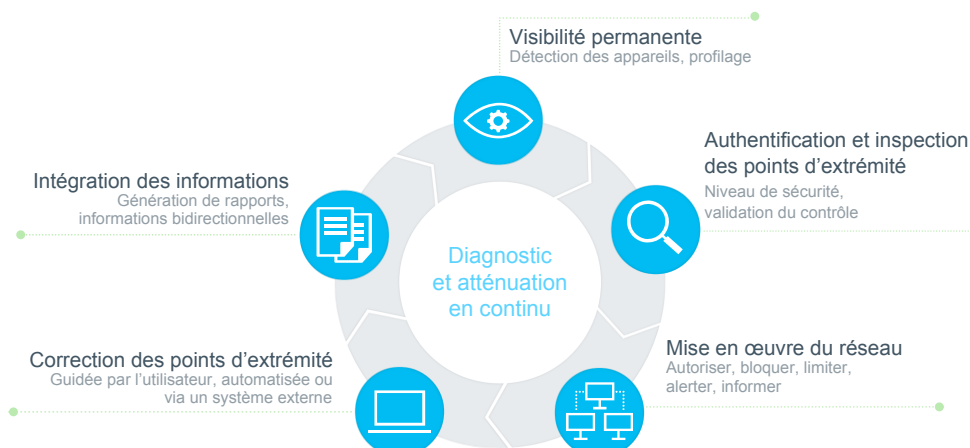 Visibilité permanente
Détection des appareils, profilage
Authentification et inspection
des points d'extrémité
Niveau de sécurité,
validation du contrôle
Intégration des informations
Génération de rapports,
informations bidirectionnelles
Diagnostic
et atténuation
en continu
Mise en œuvre du réseau
Autoriser, bloquer, limiter,
alerter, informer
Correction des points d'extrémité
Guidée par l'utilisateur, automatisée ou
via un système externe